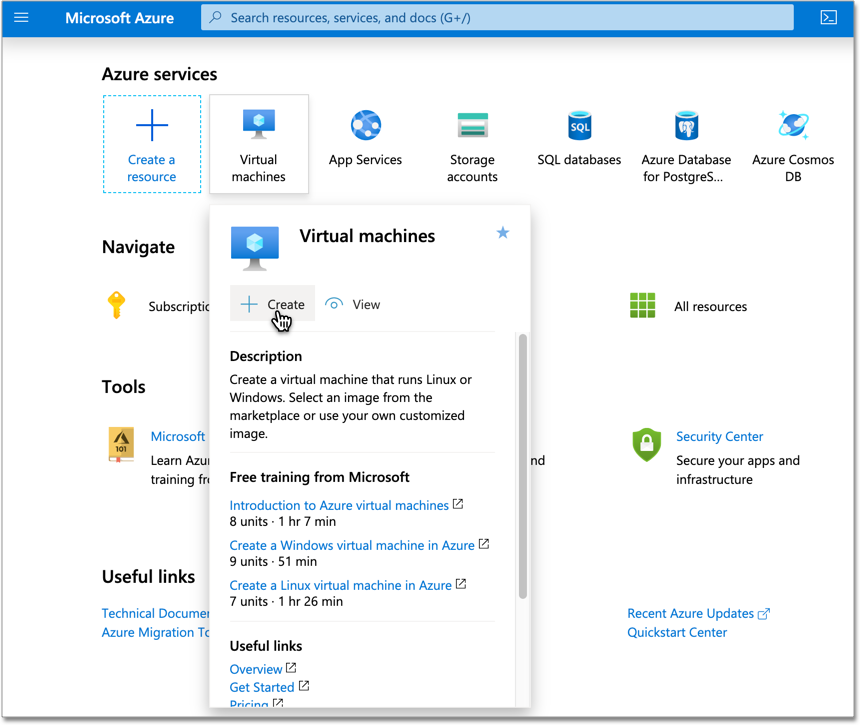 Microsoft Azure
Search resources, services, and docs (G+/)
Azure services
Create a
resource
Virtual
machines
App Services
Storage
accounts
SQL
SQL databases
Azure Database
for PostgreS...
Azure Cosmos
DB
Virtual machines
Create
View
Description
Create a virtual machine that runs Linux or
Windows. Select an image from the
marketplace or use your own customized
image.
Free training from Microsoft
Introduction to Azure virtual machines
8 units · 1 hr 7 min
Create a Windows virtual machine in Azure
9 units · 51 min
Create a Linux virtual machine in Azure
7 units · 1 hr 26 min
Useful links
Overview
Get Started
Pricing
Navigate
Subscriptio
All resources
Tools
101
Microsoft
Learn Azu
training fr
nd
Security Center
Secure your apps and
infrastructure
Useful links
Technical Documen
Azure Migration To
Recent Azure Updates
Quickstart Center